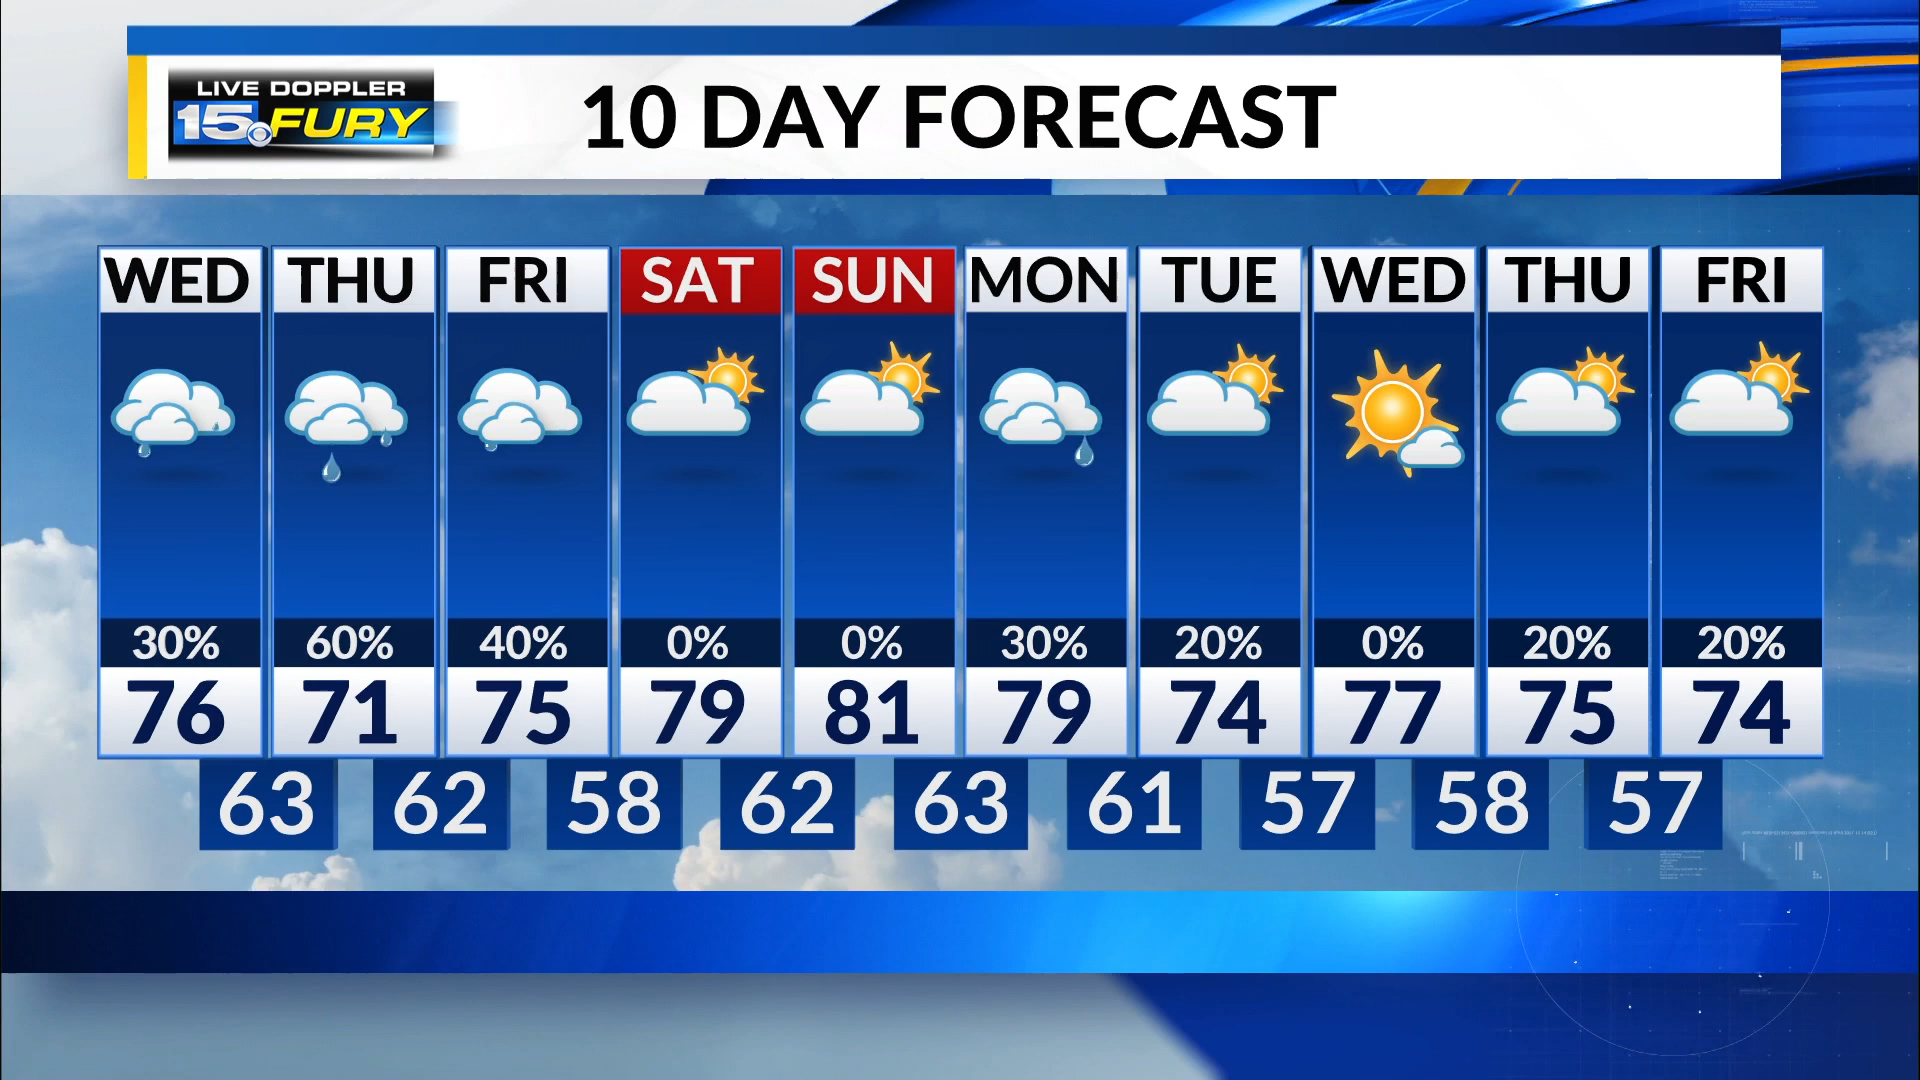 LIVE DOPPLER
15 FURY
10 DAY FORECAST
WED THU FRI SAT SUN MON TUE WED THU FRI
30% 60% 40% 0% 0% 30% 20% 0% 20% 20%
76 71 75 79 81 79 74 77 75 74
63 62 58 62 63 61 57 58 57